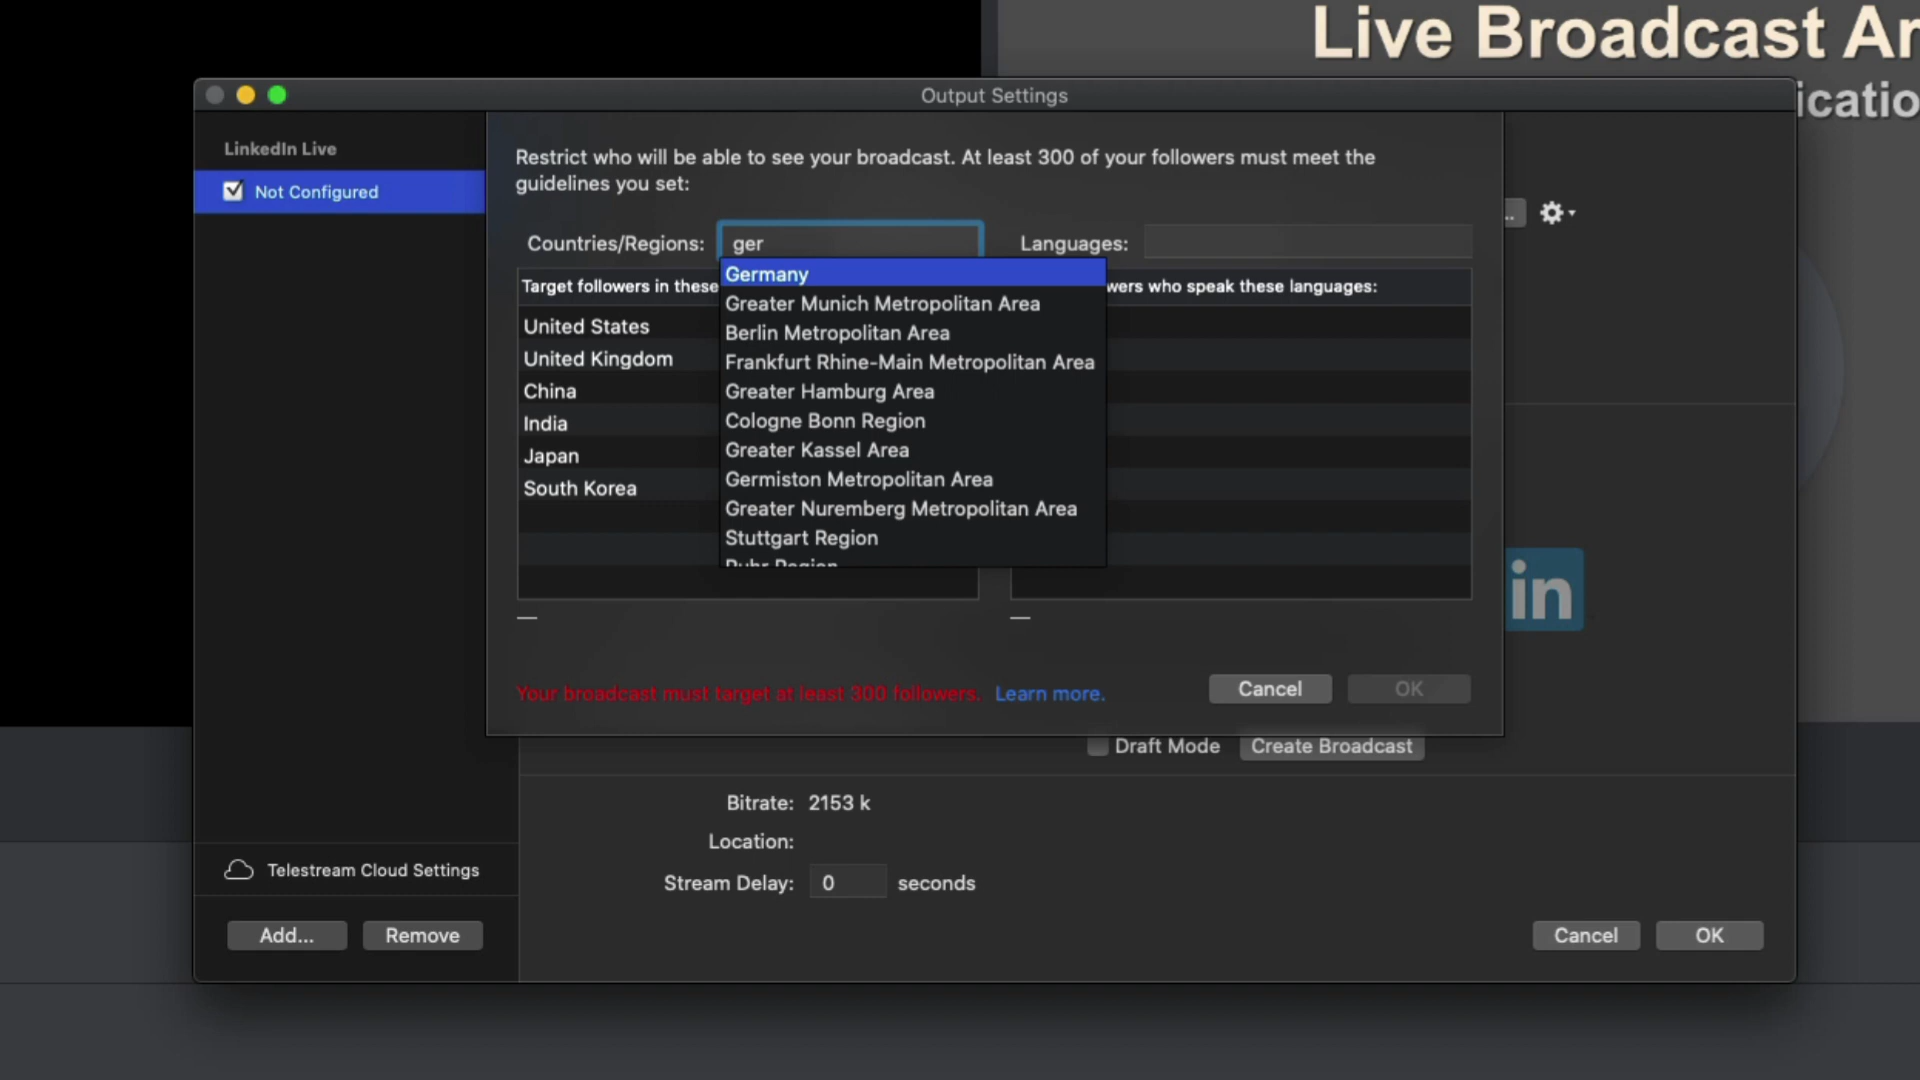 Live Broadcast
Output Settings
LinkedIn Live
Not Configured
Restrict who will be able to see your broadcast. At least 300 of your followers must meet the
guidelines you set:
Countries/Regions: ger
Languages:
Target followers in these
who speak these languages:
Germany
Greater Munich Metropolitan Area
Berlin Metropolitan Area
Frankfurt Rhine-Main Metropolitan Area
Greater Hamburg Area
Cologne Bonn Region
Greater Kassel Area
Germiston Metropolitan Area
Greater Nuremberg Metropolitan Area
Stuttgart Region
Ruhr Region
United States
United Kingdom
China
India
Japan
South Korea
in
Your broadcast must target at least 300 followers. Learn more.
Cancel
OK
Draft Mode
Create Broadcast
Bitrate: 2153 k
Location:
Stream Delay: 0 seconds
Telestream Cloud Settings
Add...
Remove
Cancel
OK